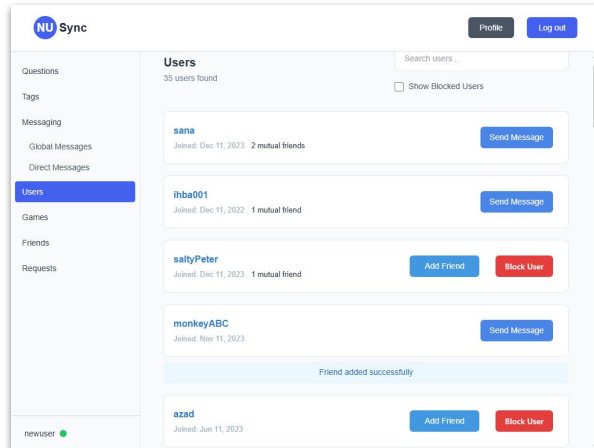 NU Sync
Profile
Log out
Questions
Tags
Messaging
Global Messages
Direct Messages
Users
Games
Friends
Requests
newuser
Users
35 users found
Search users...
Show Blocked Users
sana
Joined: Dec 11, 2023 2 mutual friends
Send Message
ihba001
Joined: Dec 11, 2022 1 mutual friend
Send Message
saltyPeter
Joined: Dec 11, 2023 1 mutual friend
Add Friend
Block User
monkeyABC
Joined: Nov 11, 2023
Send Message
Friend added successfully
azad
Joined: Jun 11, 2023
Add Friend
Block User